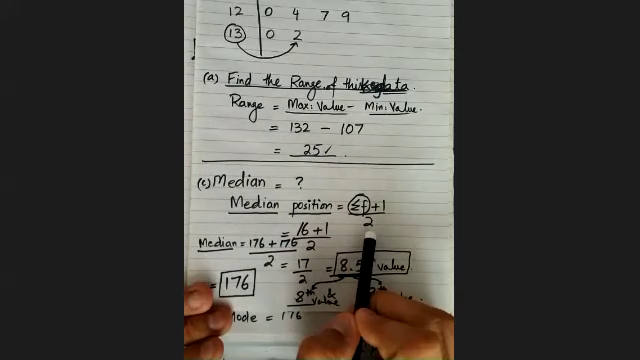 12 | 0 4 7 9
13 | 0 2
(a) Find the Range of this data.
Range = Max: Value - Min: Value.
= 132 - 107
= 25 ✓.
(c) Median = ?
Median position = Σf + 1 / 2
= 16 + 1 / 2
Median = 176 + 176 / 2
= 17 / 2 = 8.5 value
= 176
8th value &
Mode = 176